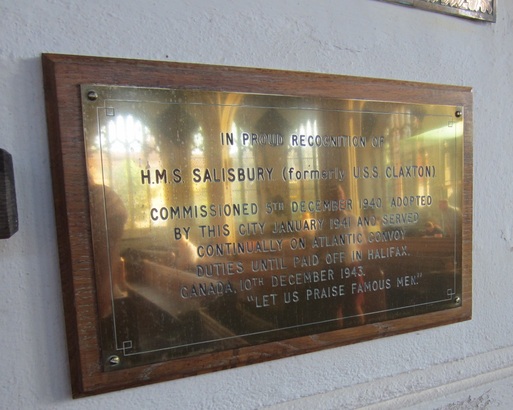 IN PROUD RECOGNITION OF
H.M.S. SALISBURY (formerly U.S.S. CLAXTON)
COMMISSIONED 5TH DECEMBER 1940 ADOPTED
BY THIS CITY JANUARY 1941 AND SERVED
CONTINUALLY ON ATLANTIC CONVOY
DUTIES UNTIL PAID OFF IN HALIFAX,
CANADA, 10TH DECEMBER 1943.
"LET US PRAISE FAMOUS MEN."